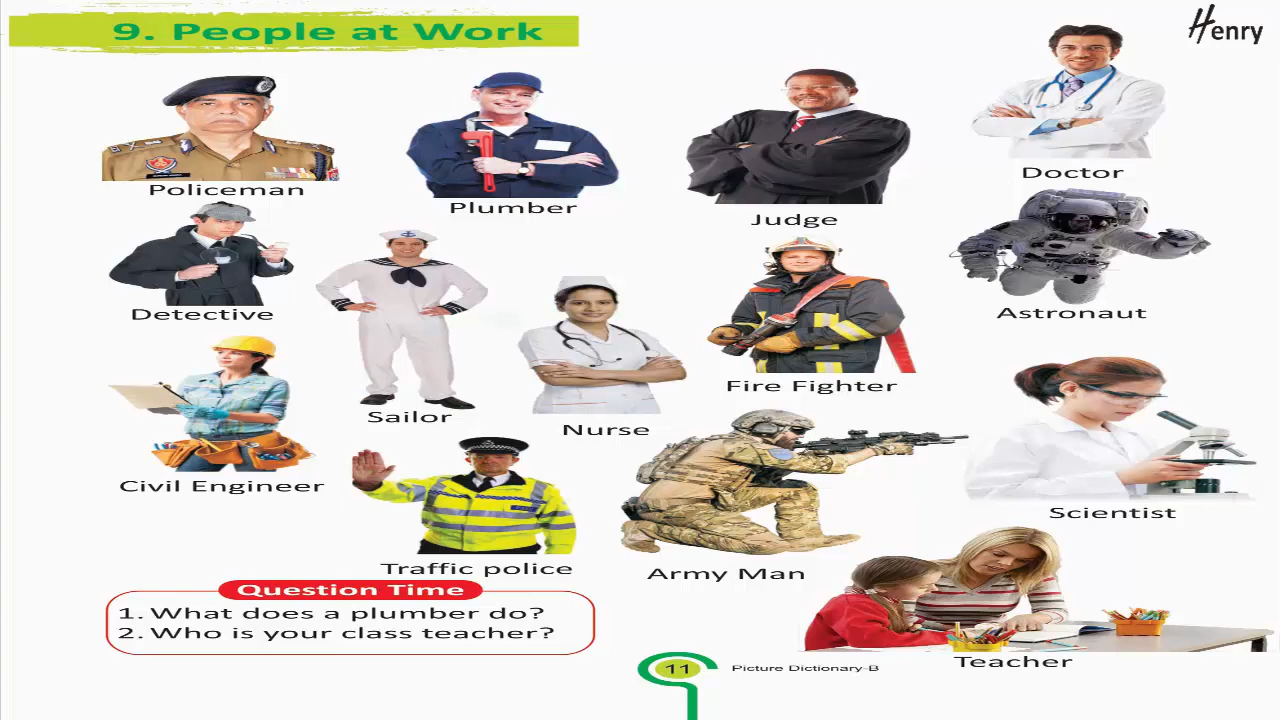 9. People at Work
Henry
Policeman
Plumber
Judge
Doctor
Detective
Sailor
Nurse
Fire Fighter
Astronaut
Civil Engineer
Traffic police
Army Man
Scientist
Teacher
Question Time
1. What does a plumber do?
2. Who is your class teacher?
11
Picture Dictionary-B